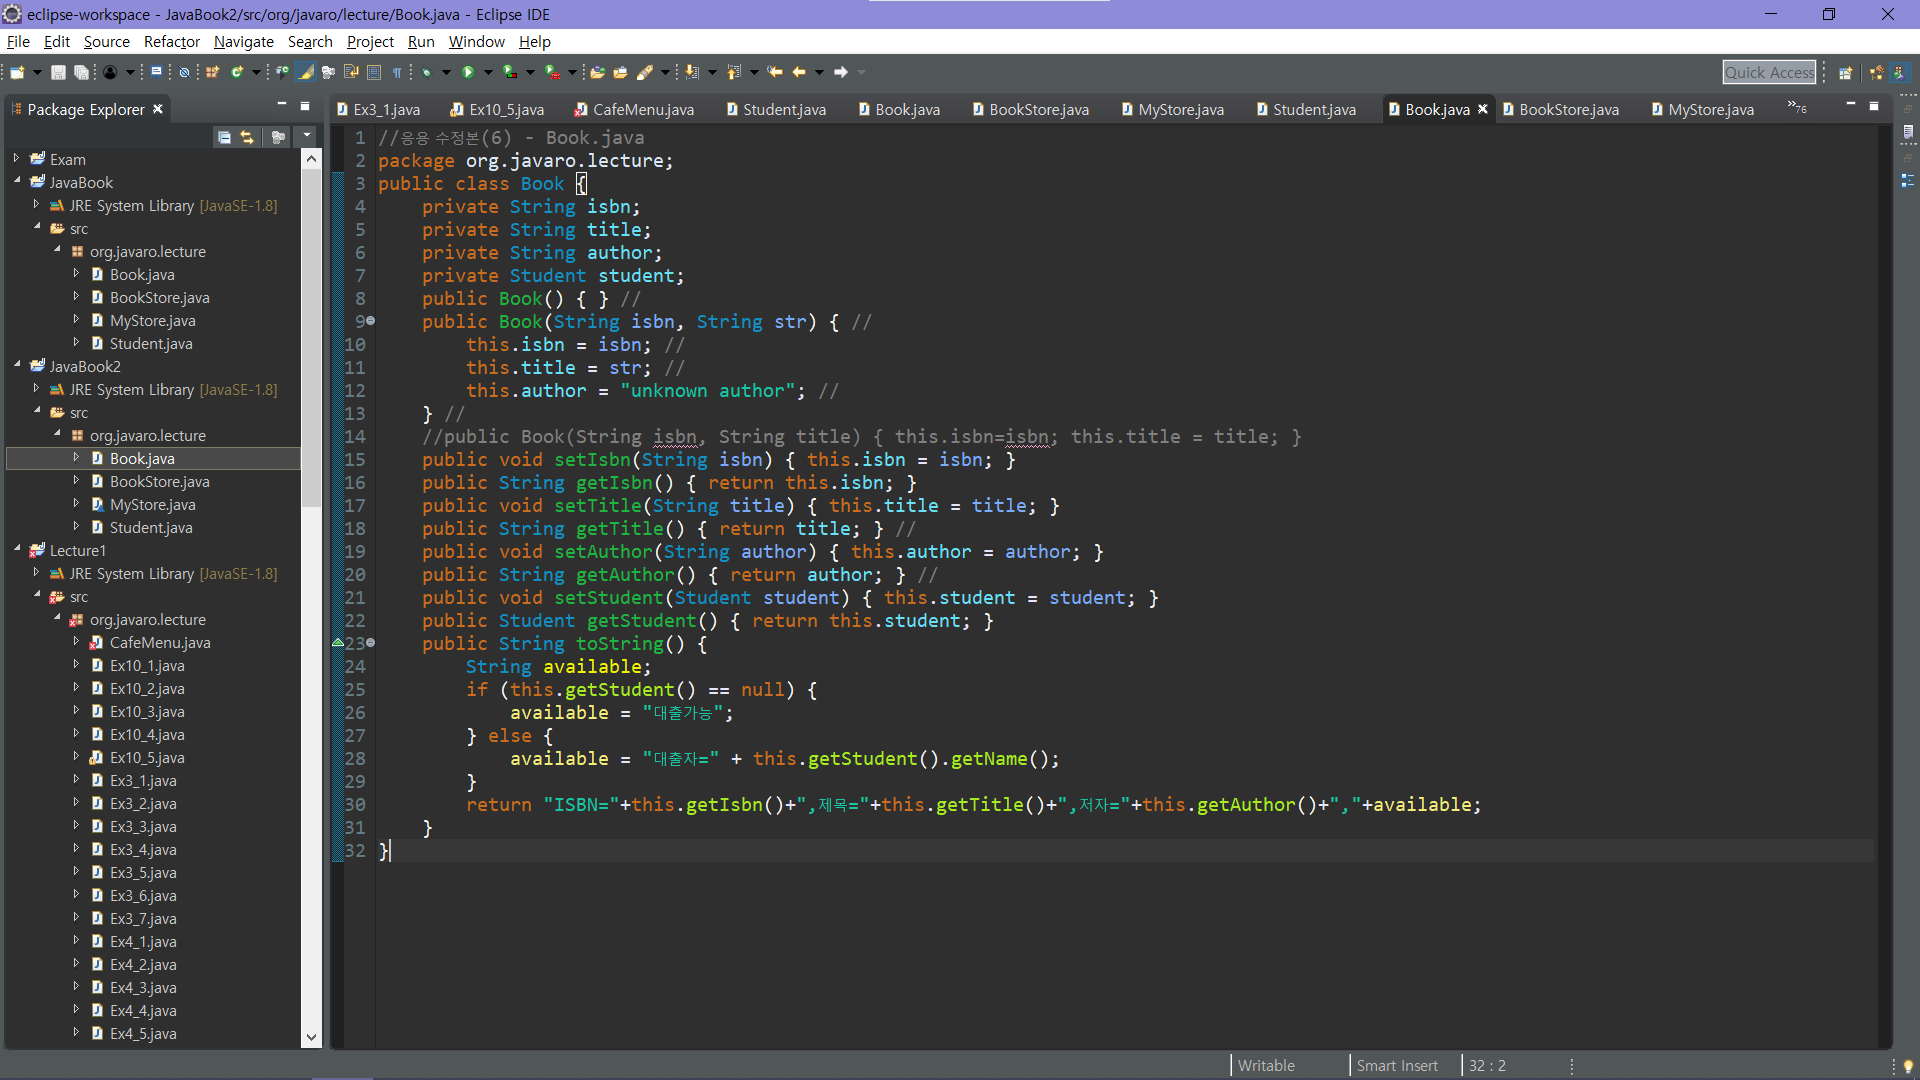 eclipse-workspace - JavaBook2/src/org/javaro/lecture/Book.java - Eclipse IDE
File Edit Source Refactor Navigate Search Project Run Window Help
Quick Access
Package Explorer
Exam
JavaBook
JRE System Library [JavaSE-1.8]
src
org.javaro.lecture
Book.java
BookStore.java
MyStore.java
Student.java
JavaBook2
JRE System Library [JavaSE-1.8]
src
org.javaro.lecture
Book.java
BookStore.java
MyStore.java
Student.java
Lecture1
JRE System Library [JavaSE-1.8]
src
org.javaro.lecture
CafeMenu.java
Ex10_1.java
Ex10_2.java
Ex10_3.java
Ex10_4.java
Ex10_5.java
Ex3_1.java
Ex3_2.java
Ex3_3.java
Ex3_4.java
Ex3_5.java
Ex3_6.java
Ex3_7.java
Ex4_1.java
Ex4_2.java
Ex4_3.java
Ex4_4.java
Ex4_5.java
Ex3_1.java Ex10_5.java CafeMenu.java Student.java Book.java BookStore.java MyStore.java Student.java Book.java BookStore.java MyStore.java »76
1 //응용 수정본(6) - Book.java
2 package org.javaro.lecture;
3 public class Book {
4     private String isbn;
5     private String title;
6     private String author;
7     private Student student;
8     public Book() { } //
9     public Book(String isbn, String str) { //
10         this.isbn = isbn; //
11         this.title = str; //
12         this.author = "unknown author"; //
13     } //
14     //public Book(String isbn, String title) { this.isbn=isbn; this.title = title; }
15     public void setIsbn(String isbn) { this.isbn = isbn; }
16     public String getIsbn() { return this.isbn; }
17     public void setTitle(String title) { this.title = title; }
18     public String getTitle() { return title; } //
19     public void setAuthor(String author) { this.author = author; }
20     public String getAuthor() { return author; } //
21     public void setStudent(Student student) { this.student = student; }
22     public Student getStudent() { return this.student; }
23     public String toString() {
24         String available;
25         if (this.getStudent() == null) {
26             available = "대출가능";
27         } else {
28             available = "대출자=" + this.getStudent().getName();
29         }
30         return "ISBN="+this.getIsbn()+",제목="+this.getTitle()+",저자="+this.getAuthor()+","+available;
31     }
32 }
Writable Smart Insert 32 : 2